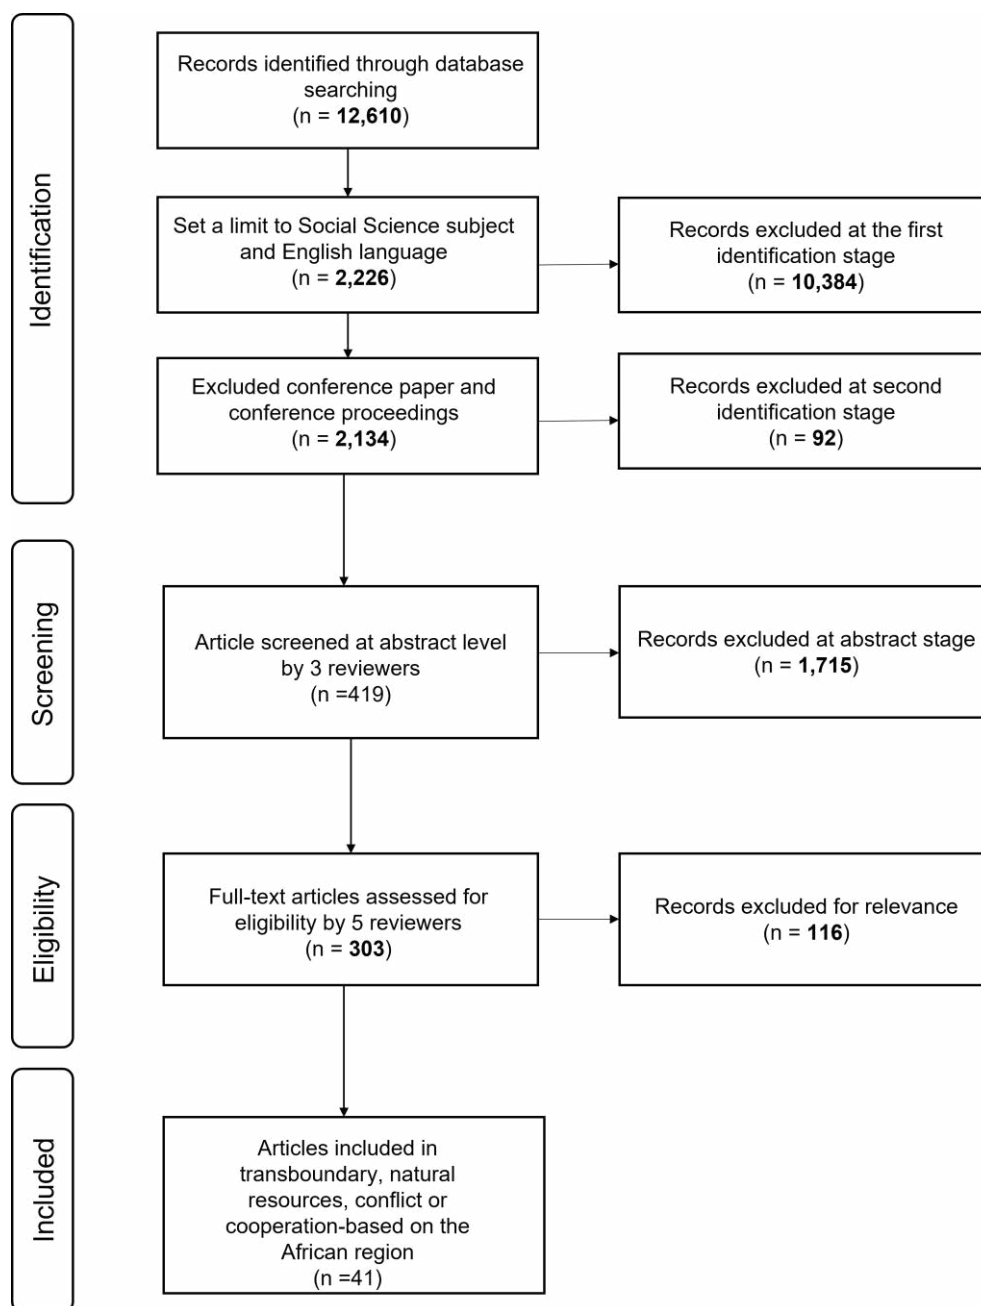 Identification
Records identified through database
searching
(n = 12,610)
Set a limit to Social Science subject
and English language
(n = 2,226)
Records excluded at the first
identification stage
(n = 10,384)
Excluded conference paper and
conference proceedings
(n = 2,134)
Records excluded at second
identification stage
(n = 92)
Screening
Article screened at abstract level
by 3 reviewers
(n =419)
Records excluded at abstract stage
(n = 1,715)
Eligibility
Full-text articles assessed for
eligibility by 5 reviewers
(n = 303)
Records excluded for relevance
(n = 116)
Included
Articles included in
transboundary, natural
resources, conflict or
cooperation-based on the
African region
(n =41)